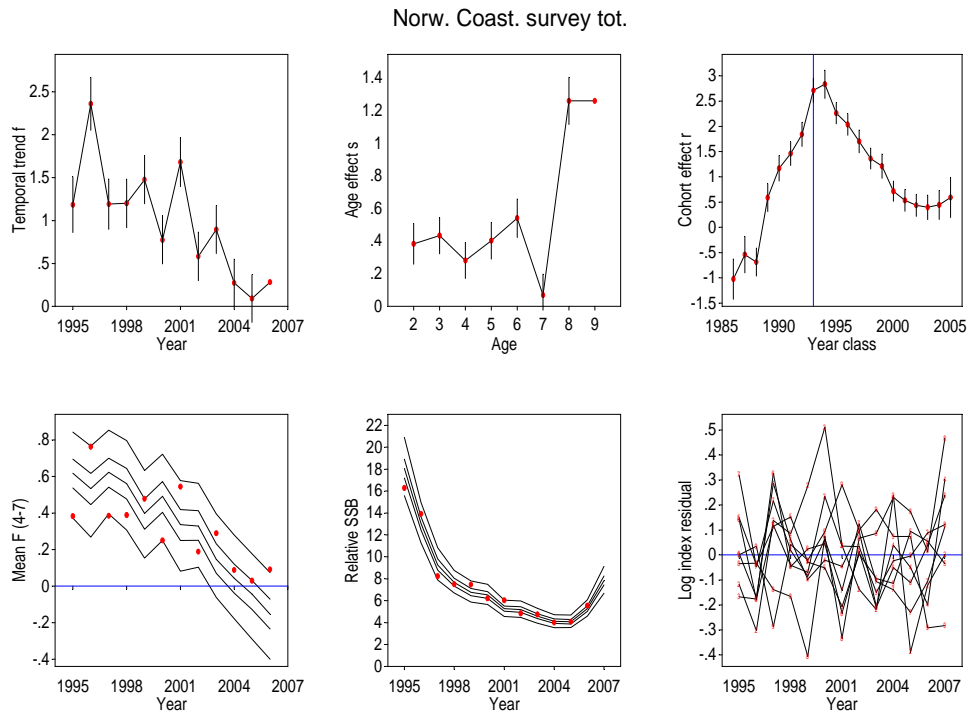 Norw. Coast. survey tot.
Temporal trend f
2.5
2
1.5
1
.5
0
1995 1998 2001 2004 2007
Year
Age effect s
1.4
1.2
1
.8
.6
.4
.2
0
2 3 4 5 6 7 8 9
Age
Cohort effect r
3
2.5
2
1.5
1
.5
0
-.5
-1
-1.5
1985 1990 1995 2000 2005
Year class
Mean F (4-7)
.8
.6
.4
.2
0
-.2
-.4
1995 1998 2001 2004 2007
Year
Relative SSB
22
20
18
16
14
12
10
8
6
4
2
0
1995 1998 2001 2004 2007
Year
Log index residual
.5
.4
.3
.2
.1
0
-.1
-.2
-.3
-.4
1995 1998 2001 2004 2007
Year